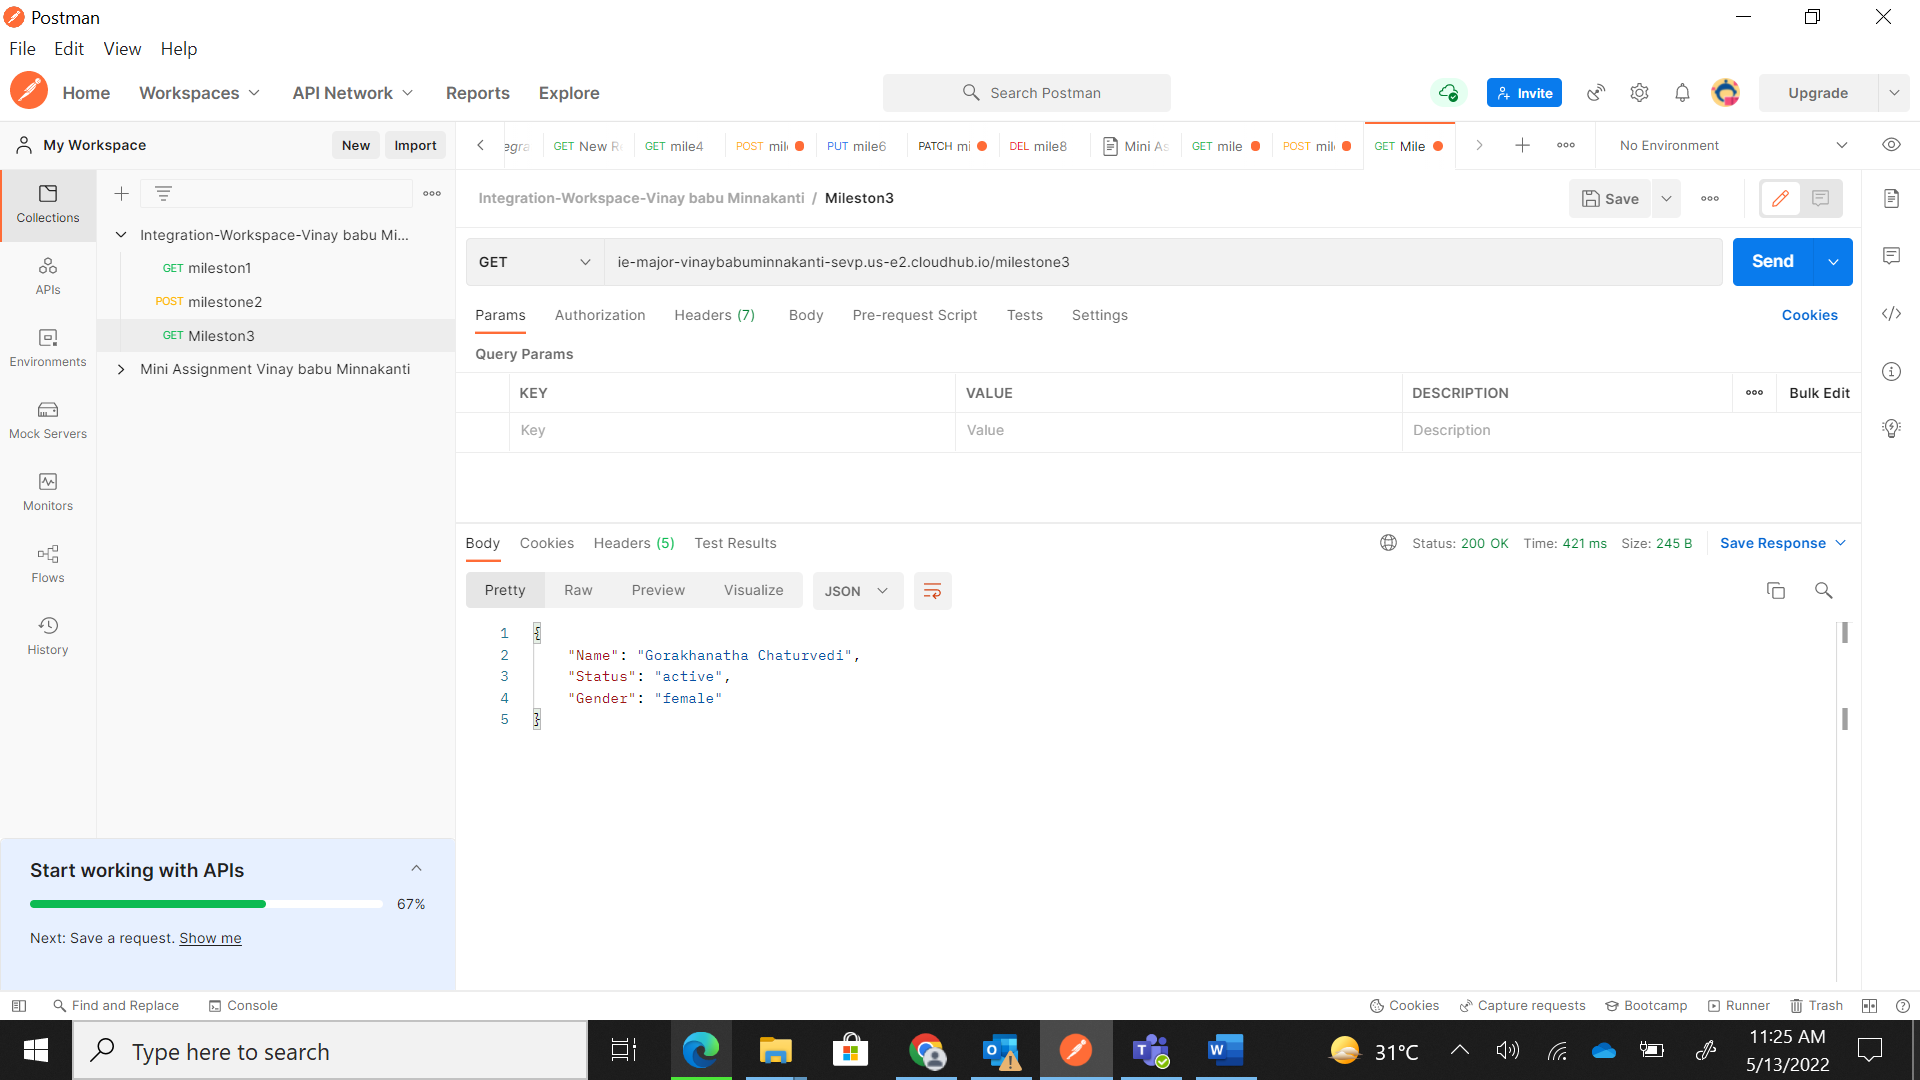 Postman
File Edit View Help
Home Workspaces API Network Reports Explore Search Postman Invite Upgrade
My Workspace New Import
GET New R GET mile4 POST mil PUT mile6 PATCH mi DEL mile8 Mini As GET mile POST mil GET Mile No Environment
Collections
APIs
Environments
Mock Servers
Monitors
Flows
History
Integration-Workspace-Vinay babu Mi...
GET mileston1
POST milestone2
GET Mileston3
Mini Assignment Vinay babu Minnakanti
Integration-Workspace-Vinay babu Minnakanti / Mileston3 Save
GET ie-major-vinaybabuminnakanti-sevp.us-e2.cloudhub.io/milestone3 Send
Params Authorization Headers (7) Body Pre-request Script Tests Settings Cookies
Query Params
KEY VALUE DESCRIPTION Bulk Edit
Key Value Description
Body Cookies Headers (5) Test Results Status: 200 OK Time: 421 ms Size: 245 B Save Response
Pretty Raw Preview Visualize JSON
1 {
2 "Name": "Gorakhanatha Chaturvedi",
3 "Status": "active",
4 "Gender": "female"
5 }
Start working with APIs
67%
Next: Save a request. Show me
Find and Replace Console Cookies Capture requests Bootcamp Runner Trash
Type here to search 31°C 11:25 AM
5/13/2022